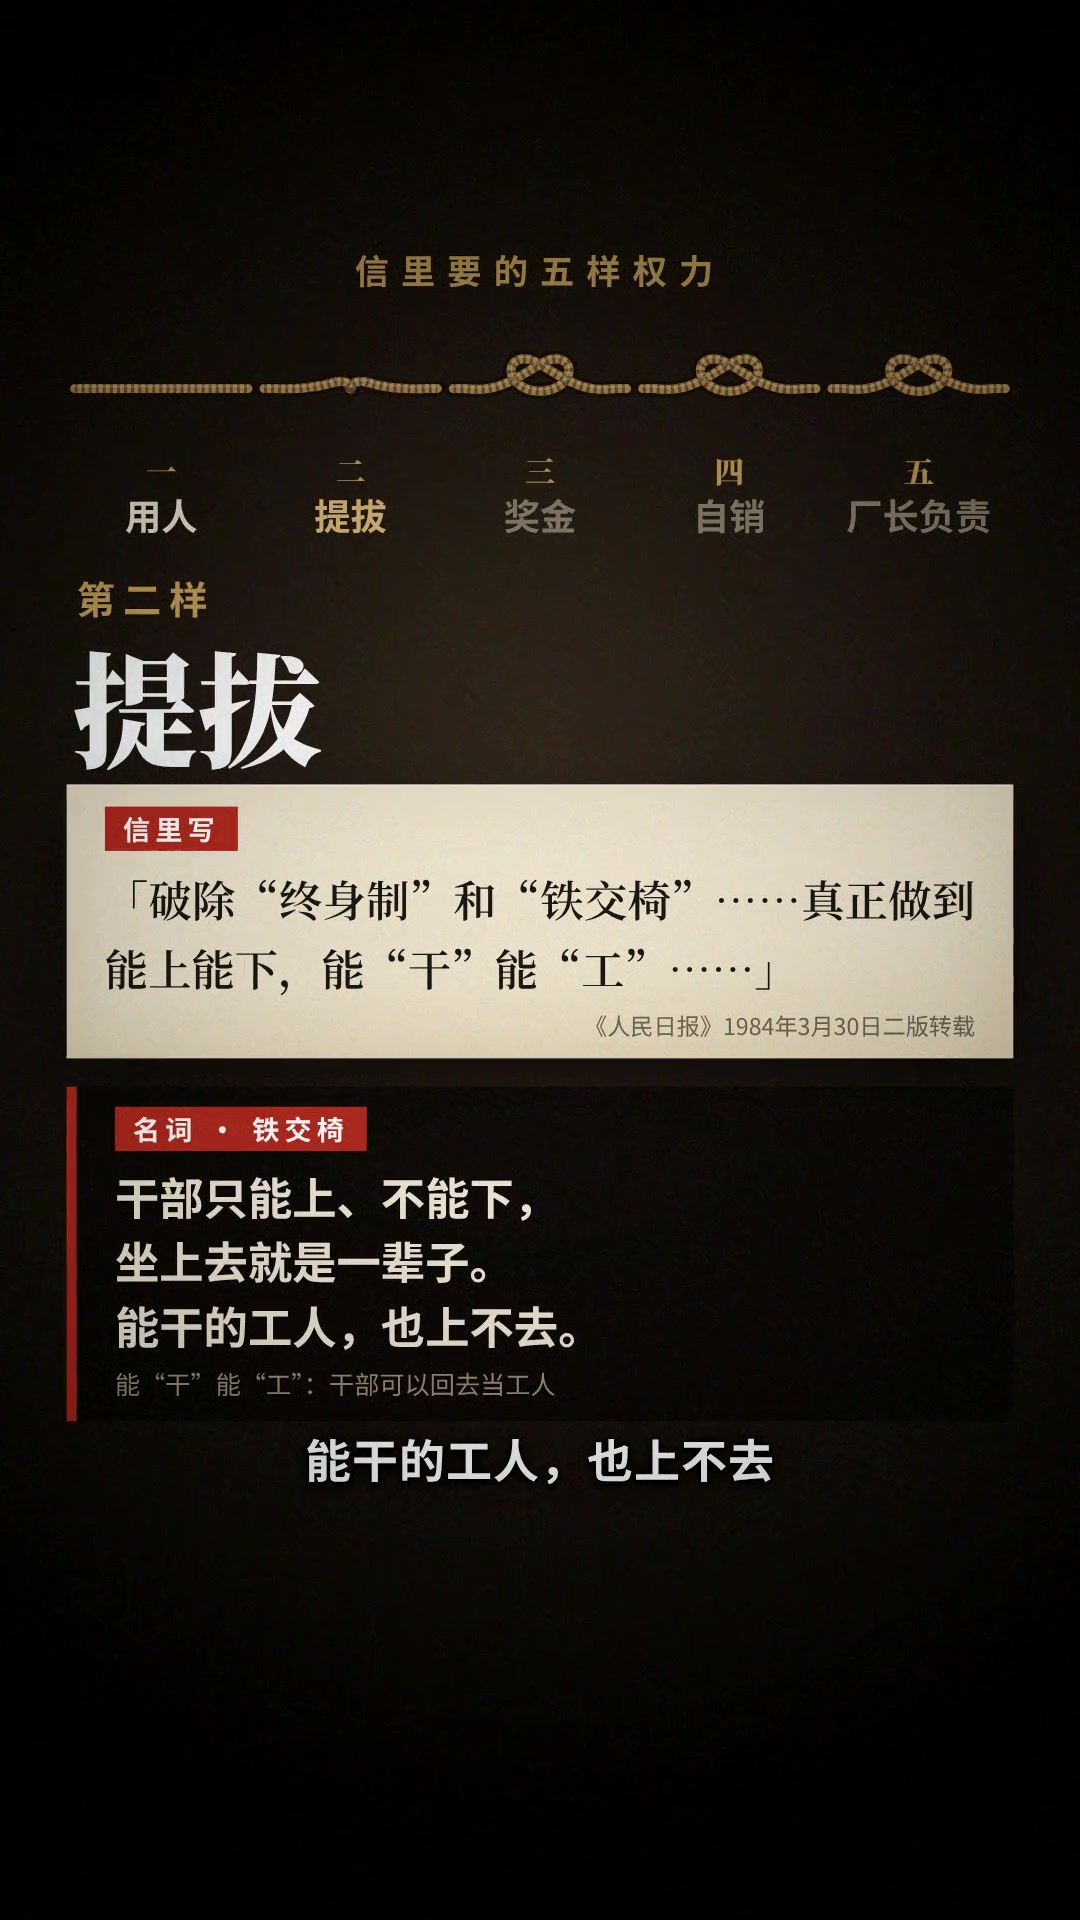 信里要的五样权力
一 二 三 四 五
用人 提拔 奖金 自销 厂长负责
第二样
提拔
信里写
「破除“终身制”和“铁交椅”……真正做到
能上能下，能“干”能“工”……」
《人民日报》1984年3月30日二版转载
名词·铁交椅
干部只能上、不能下，
坐上去就是一辈子。
能干的工人，也上不去。
能“干”能“工”：干部可以回去当工人
能干的工人，也上不去